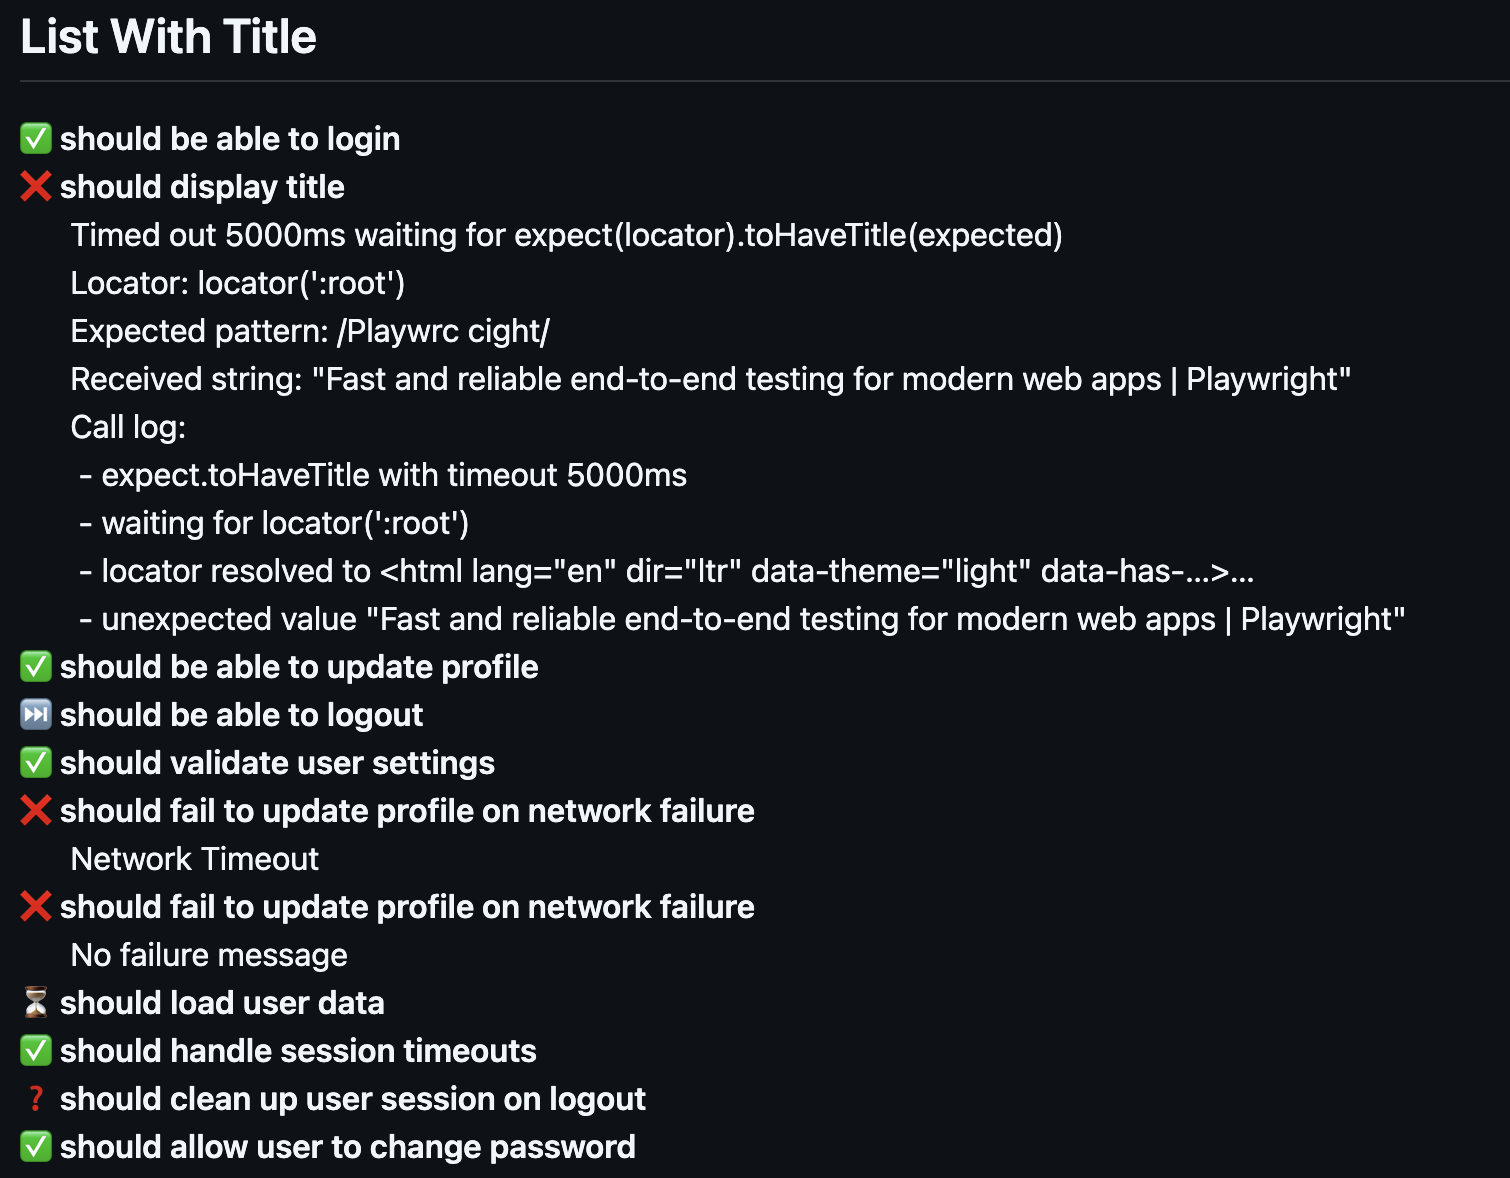 List With Title
✅ should be able to login
❌ should display title
Timed out 5000ms waiting for expect(locator).toHaveTitle(expected)
Locator: locator(':root')
Expected pattern: /Playwrc cight/
Received string: "Fast and reliable end-to-end testing for modern web apps | Playwright"
Call log:
- expect.toHaveTitle with timeout 5000ms
- waiting for locator(':root')
- locator resolved to <html lang="en" dir="ltr" data-theme="light" data-has-...>...
- unexpected value "Fast and reliable end-to-end testing for modern web apps | Playwright"
✅ should be able to update profile
⏭️ should be able to logout
✅ should validate user settings
❌ should fail to update profile on network failure
Network Timeout
❌ should fail to update profile on network failure
No failure message
⏳ should load user data
✅ should handle session timeouts
❓ should clean up user session on logout
✅ should allow user to change password